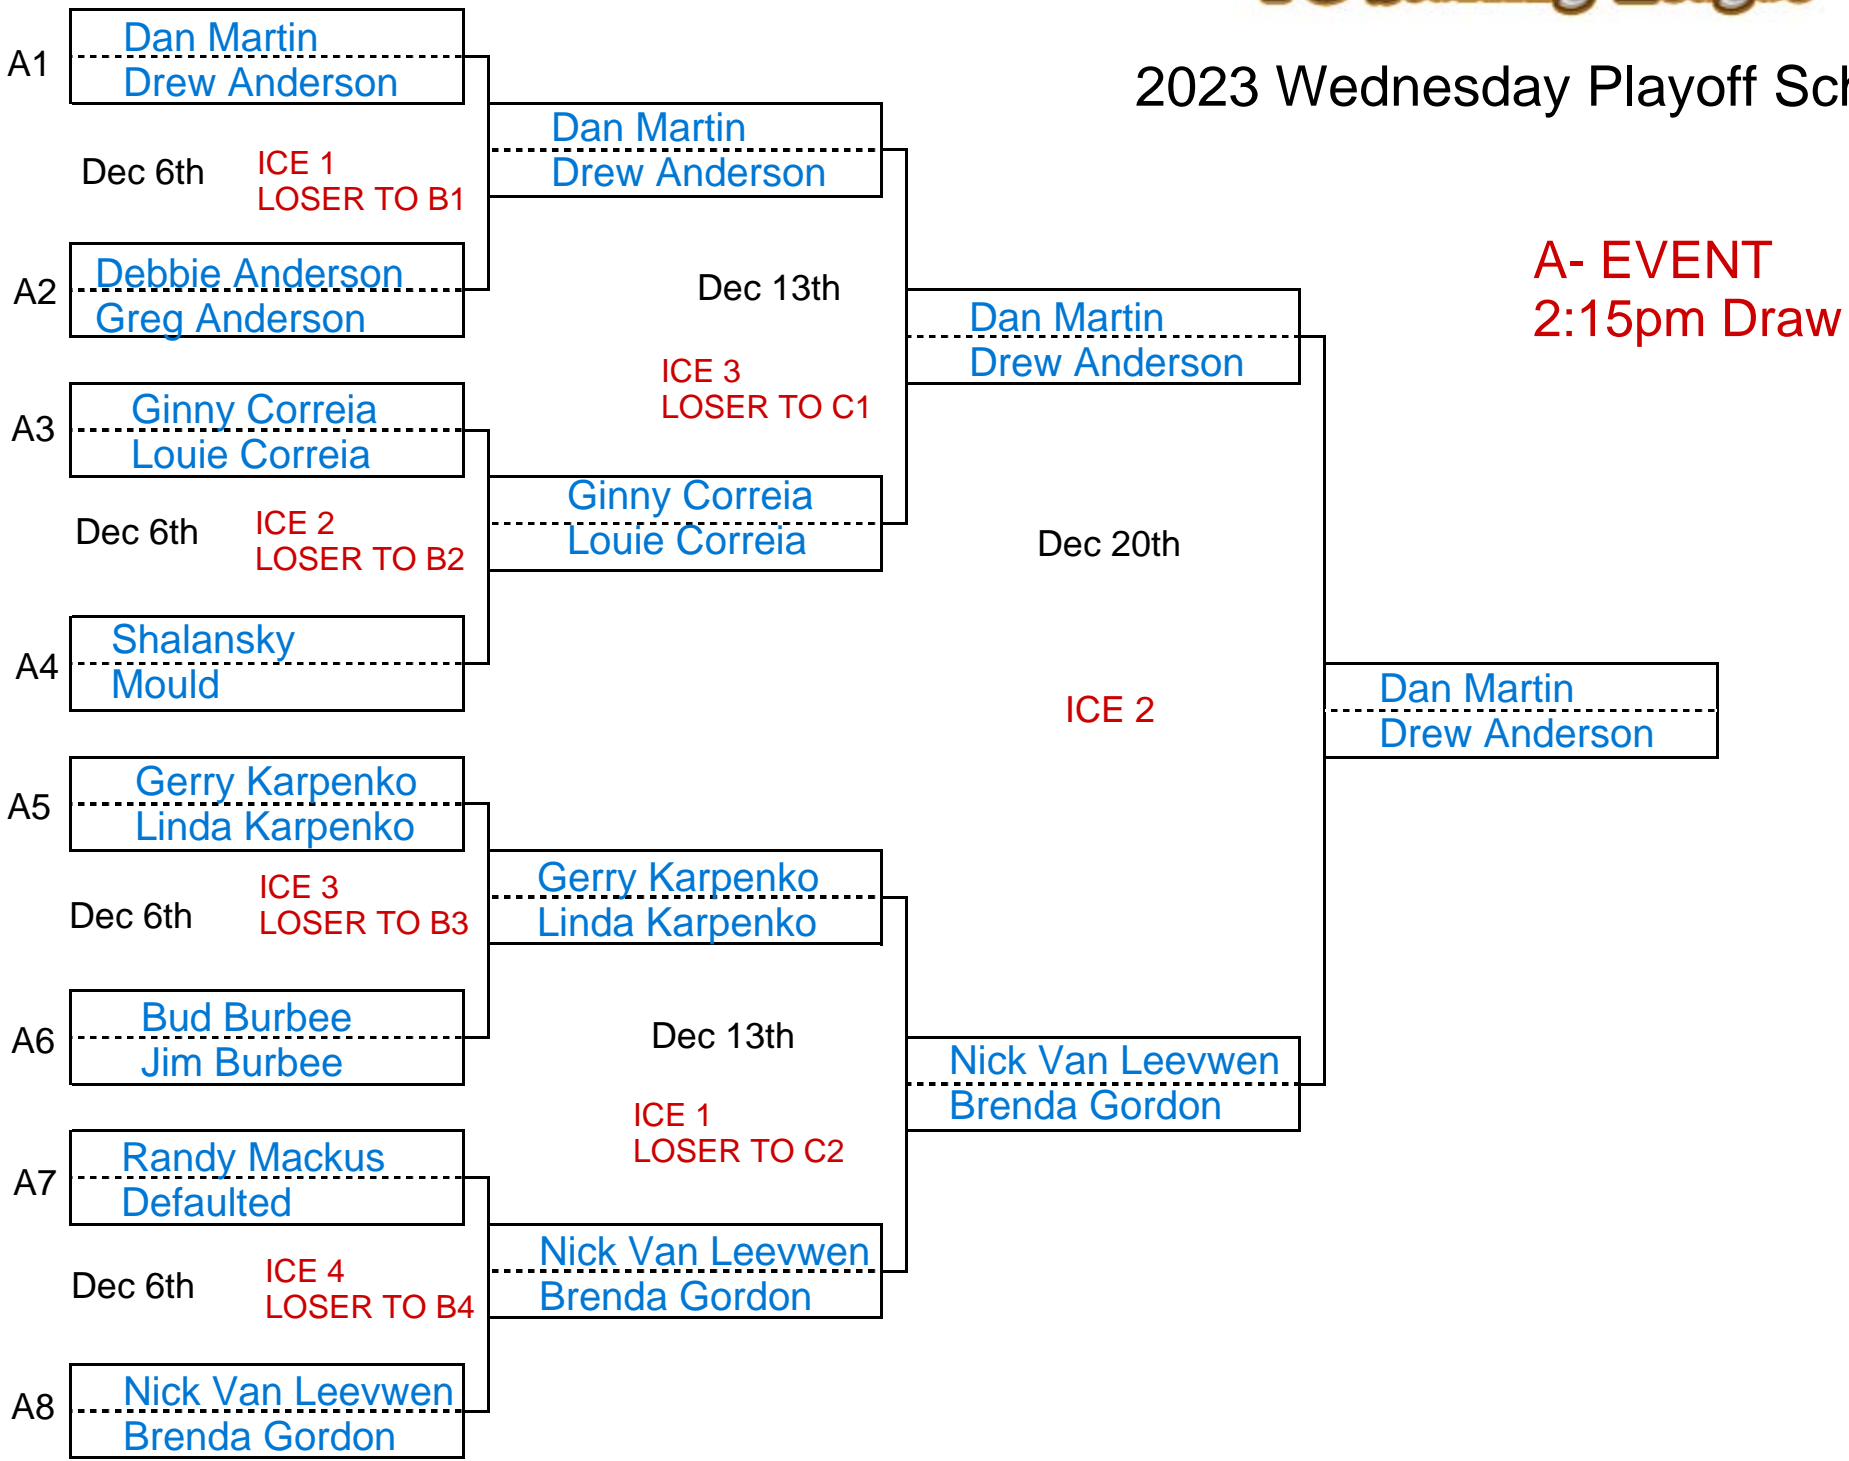 2023 Wednesday Playoff
A- EVENT
2:15pm Draw
A1
Dan Martin
Drew Anderson
Dec 6th
ICE 1
LOSER TO B1
A2
Debbie Anderson
Greg Anderson
A3
Ginny Correia
Louie Correia
Dec 6th
ICE 2
LOSER TO B2
A4
Shalansky
Mould
A5
Gerry Karpenko
Linda Karpenko
Dec 6th
ICE 3
LOSER TO B3
A6
Bud Burbee
Jim Burbee
A7
Randy Mackus
Defaulted
Dec 6th
ICE 4
LOSER TO B4
A8
Nick Van Leevwen
Brenda Gordon
Dan Martin
Drew Anderson
Dec 13th
ICE 3
LOSER TO C1
Ginny Correia
Louie Correia
Gerry Karpenko
Linda Karpenko
Dec 13th
ICE 1
LOSER TO C2
Nick Van Leevwen
Brenda Gordon
Dan Martin
Drew Anderson
Dec 20th
ICE 2
Nick Van Leevwen
Brenda Gordon
Dan Martin
Drew Anderson